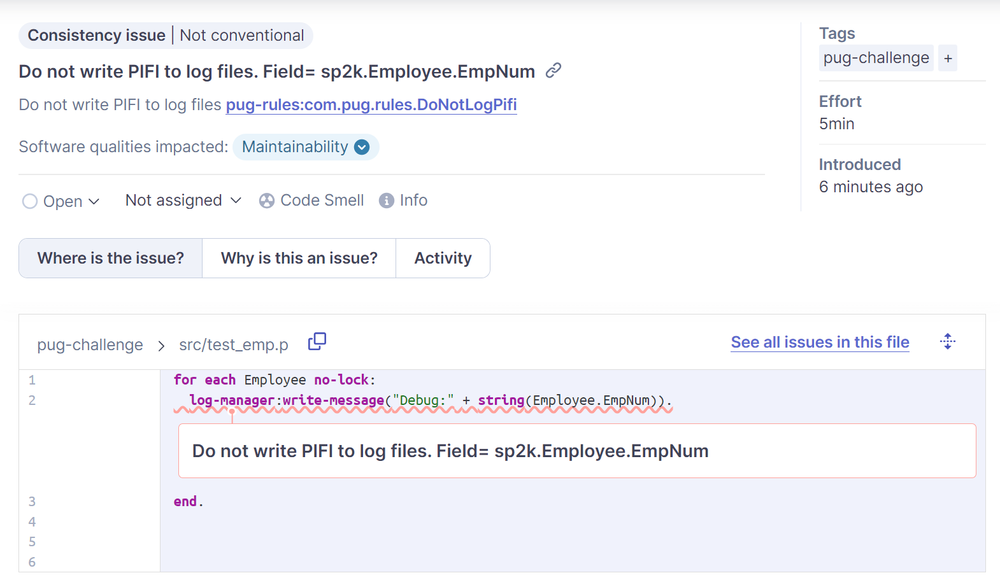 Consistency issue | Not conventional
Do not write PIFI to log files. Field= sp2k.Employee.EmpNum
Do not write PIFI to log files pug-rules:com.pug.rules.DoNotLogPifi
Software qualities impacted: Maintainability
Open Not assigned Code Smell Info
Where is the issue? Why is this an issue? Activity
Tags
pug-challenge +
Effort
5min
Introduced
6 minutes ago
pug-challenge > src/test_emp.p See all issues in this file
1 for each Employee no-lock:
2 log-manager:write-message("Debug:" + string(Employee.EmpNum)).
Do not write PIFI to log files. Field= sp2k.Employee.EmpNum
3 end.
4
5
6